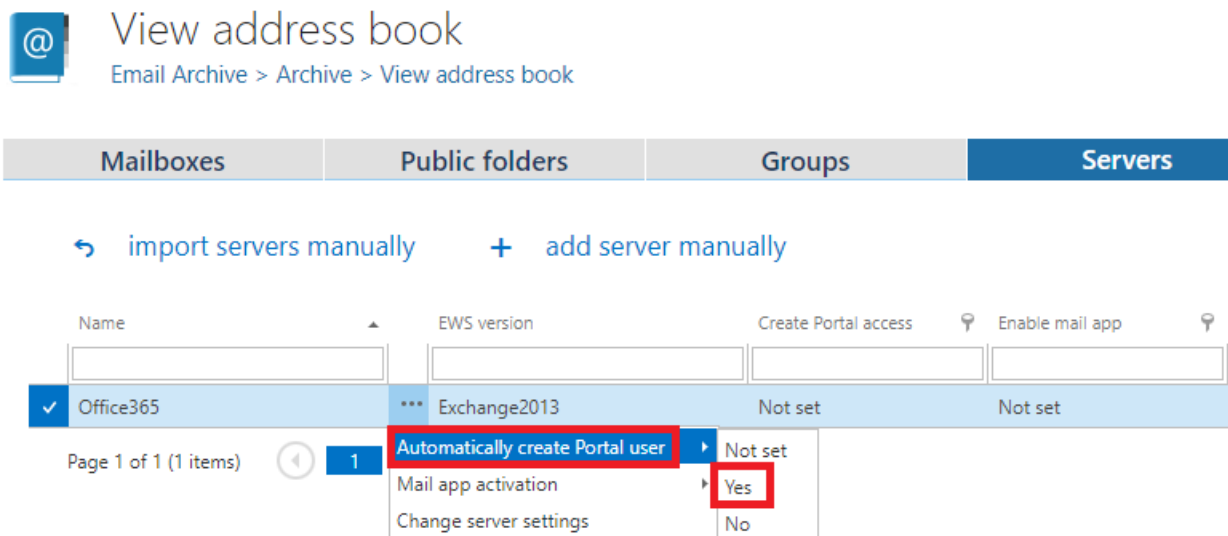 @
View address book
Email Archive > Archive > View address book
Mailboxes Public folders Groups Servers
import servers manually + add server manually
Name EWS version Create Portal access Enable mail app
Office365 ••• Exchange2013 Not set Not set
Automatically create Portal user Not set
Page 1 of 1 (1 items) 1
Mail app activation Yes
Change server settings No